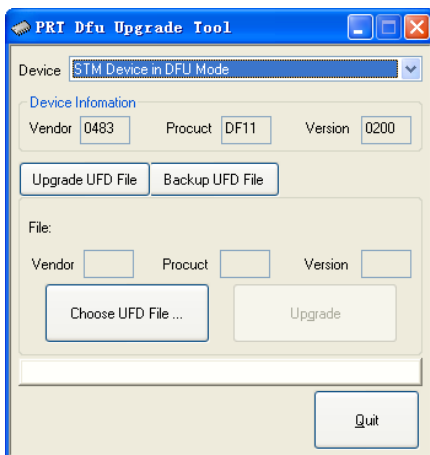 PRT Dfu Upgrade Tool
Device STM Device in DFU Mode
Device Infomation
Vendor 0483 Procuct DF11 Version 0200
Upgrade UFD File Backup UFD File
File:
Vendor Procuct Version
Choose UFD File ... Upgrade
Quit